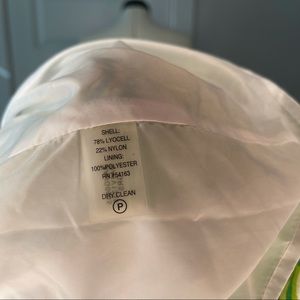 SHELL:
78% LYOCELL
22% NYLON
LINING:
100%POLYESTER
RN #54163
DRY CLEAN
P